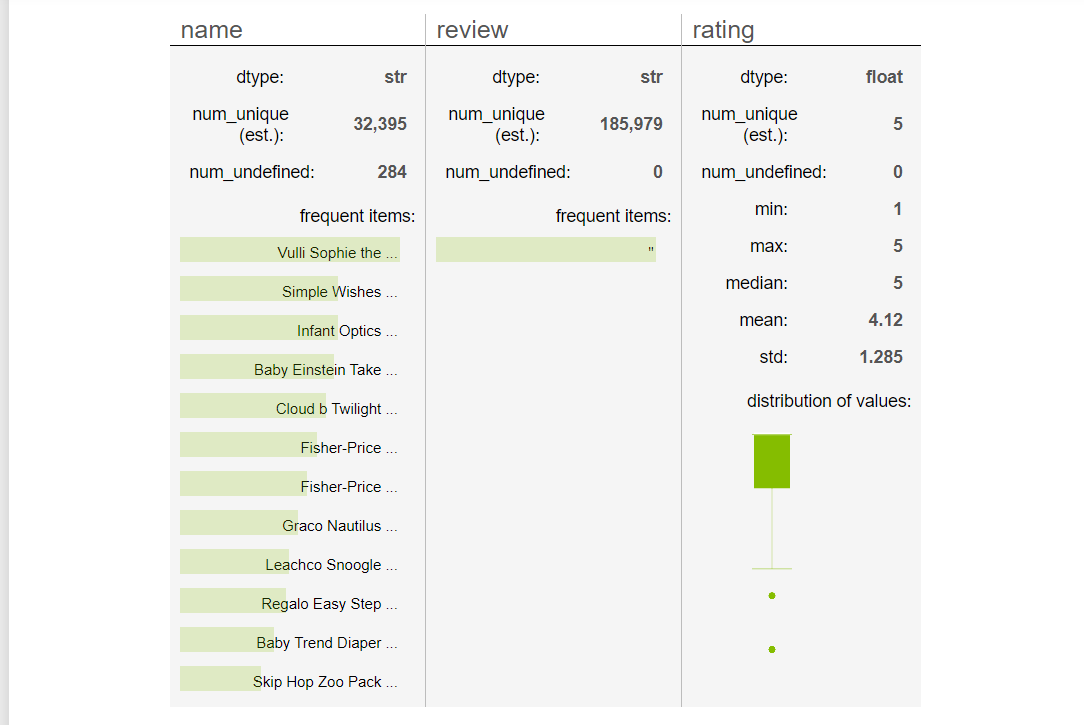 name
dtype: str
num_unique (est.): 32,395
num_undefined: 284
frequent items:
Vulli Sophie the ...
Simple Wishes ...
Infant Optics ...
Baby Einstein Take ...
Cloud b Twilight ...
Fisher-Price ...
Fisher-Price ...
Graco Nautilus ...
Leachco Snoogle ...
Regalo Easy Step ...
Baby Trend Diaper ...
Skip Hop Zoo Pack ...
review
dtype: str
num_unique (est.): 185,979
num_undefined: 0
frequent items:
"
rating
dtype: float
num_unique (est.): 5
num_undefined: 0
min: 1
max: 5
median: 5
mean: 4.12
std: 1.285
distribution of values: